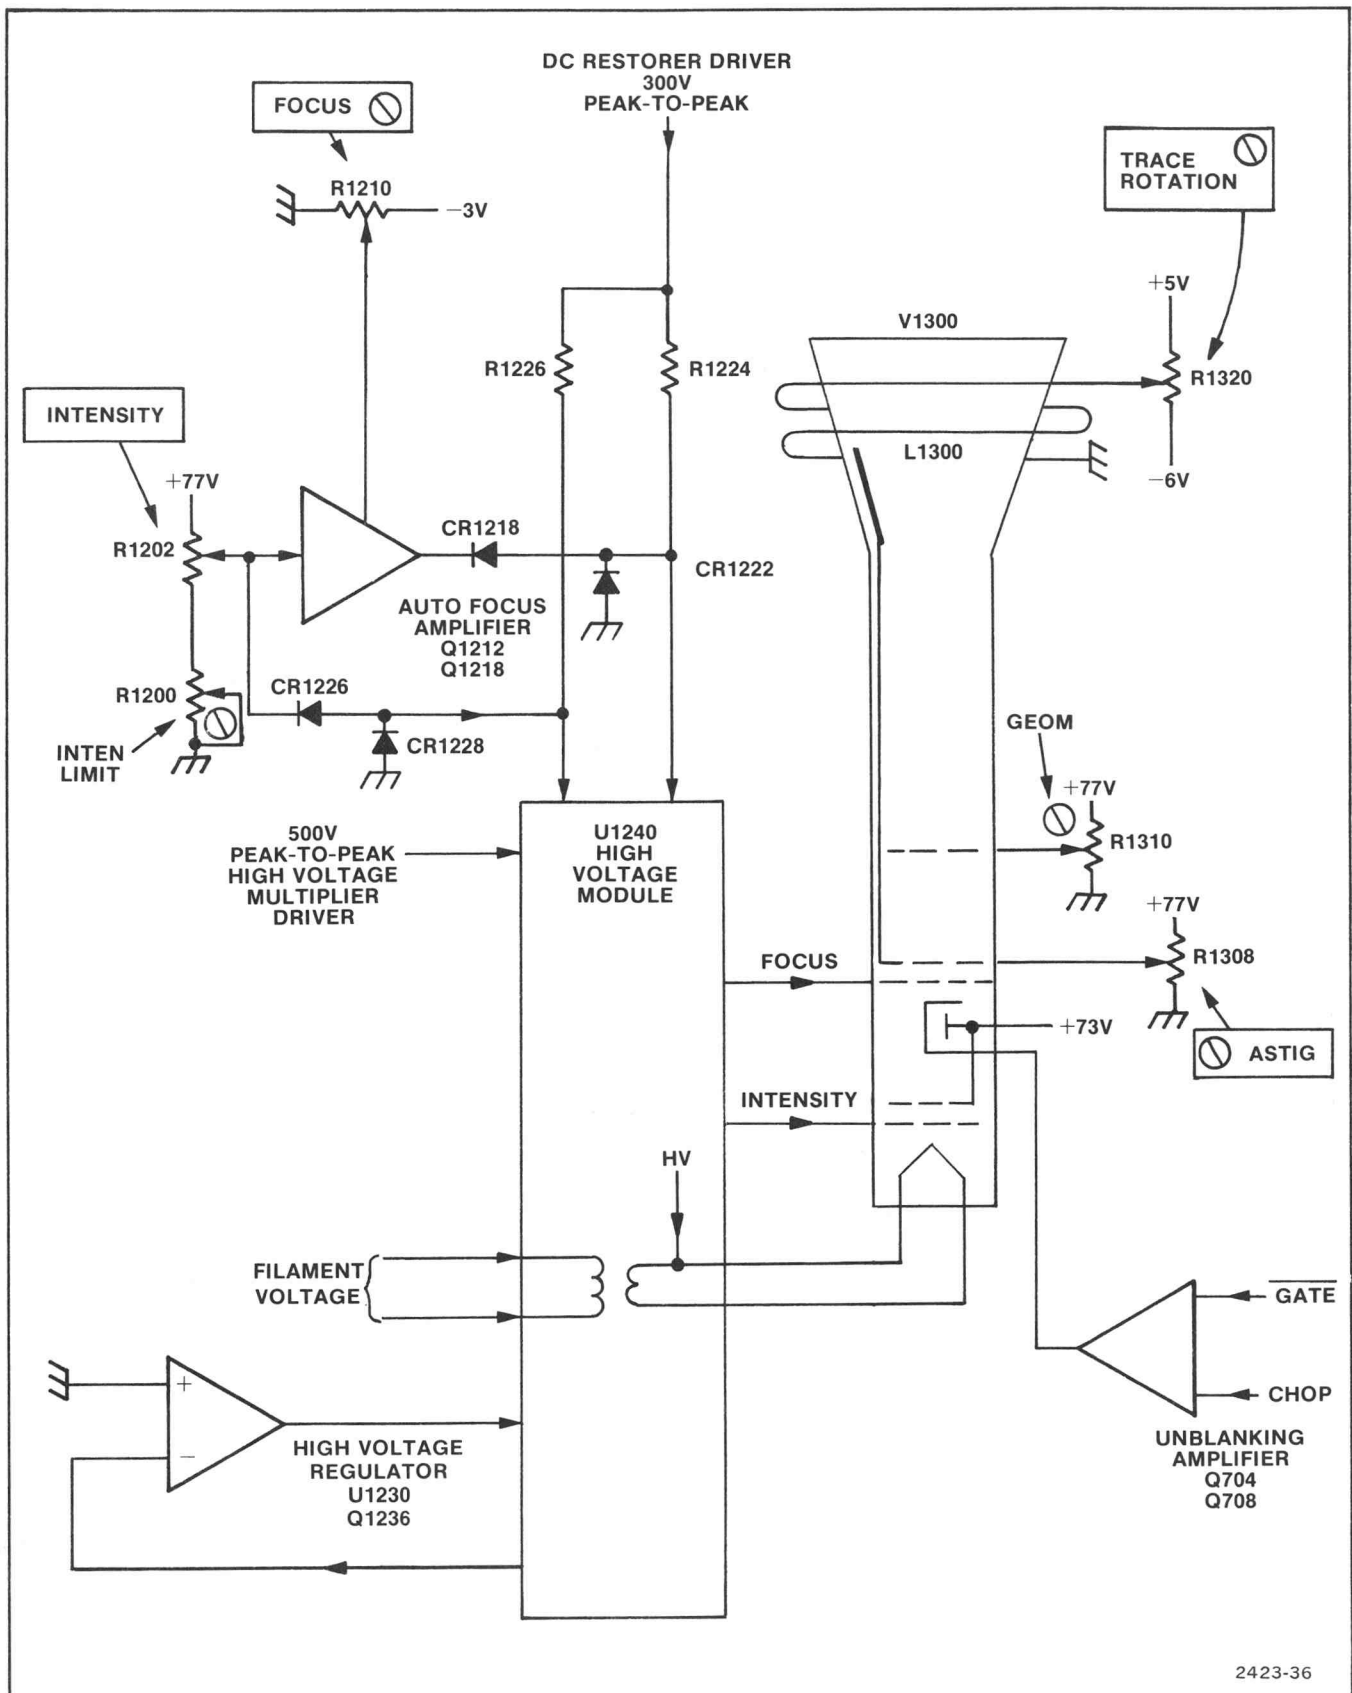 DC RESTORER DRIVER
300V
PEAK-TO-PEAK
FOCUS
R1210
−3V
TRACE
ROTATION
+5V
V1300
R1226
R1224
R1320
INTENSITY
L1300
−6V
+77V
CR1218
R1202
CR1222
AUTO FOCUS
AMPLIFIER
Q1212
Q1218
R1200
CR1226
CR1228
INTEN
LIMIT
GEOM
+77V
R1310
500V
PEAK-TO-PEAK
HIGH VOLTAGE
MULTIPLIER
DRIVER
U1240
HIGH
VOLTAGE
MODULE
+77V
R1308
FOCUS
+73V
ASTIG
INTENSITY
HV
FILAMENT
VOLTAGE
GATE
CHOP
+
−
HIGH VOLTAGE
REGULATOR
U1230
Q1236
UNBLANKING
AMPLIFIER
Q704
Q708
2423-36